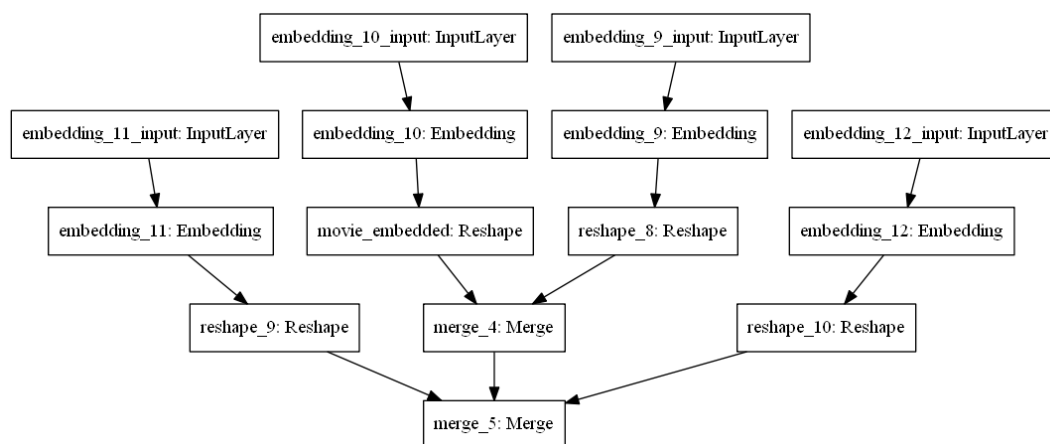 embedding_10_input: InputLayer
embedding_9_input: InputLayer
embedding_11_input: InputLayer
embedding_10: Embedding
embedding_9: Embedding
embedding_12_input: InputLayer
embedding_11: Embedding
movie_embedded: Reshape
reshape_8: Reshape
embedding_12: Embedding
reshape_9: Reshape
merge_4: Merge
reshape_10: Reshape
merge_5: Merge